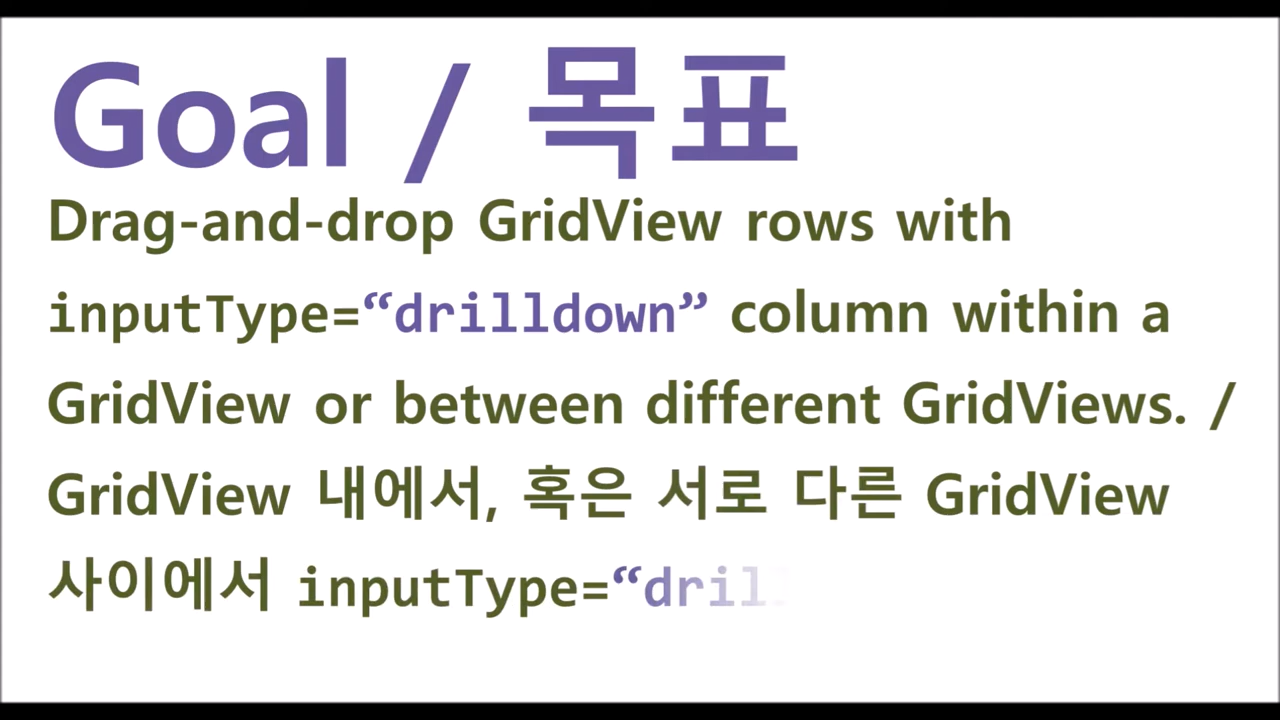 Goal / 목표
Drag-and-drop GridView rows with
inputType=“drilldown” column within a
GridView or between different GridViews. /
GridView 내에서, 혹은 서로 다른 GridView
사이에서 inputType=“drill